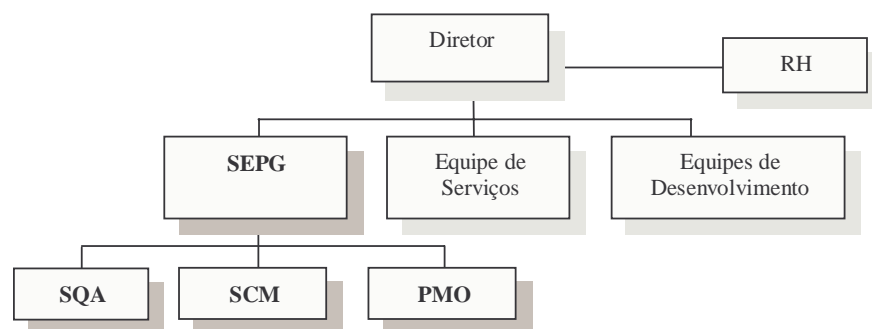 Diretor
RH
SEPG
Equipe de
Serviços
Equipes de
Desenvolvimento
SQA
SCM
PMO